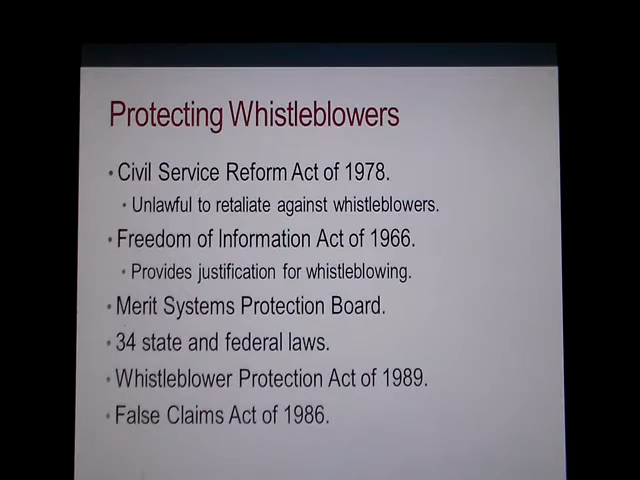 Protecting Whistleblowers
• Civil Service Reform Act of 1978.
• Unlawful to retaliate against whistleblowers.
• Freedom of Information Act of 1966.
• Provides justification for whistleblowing.
• Merit Systems Protection Board.
• 34 state and federal laws.
• Whistleblower Protection Act of 1989.
• False Claims Act of 1986.